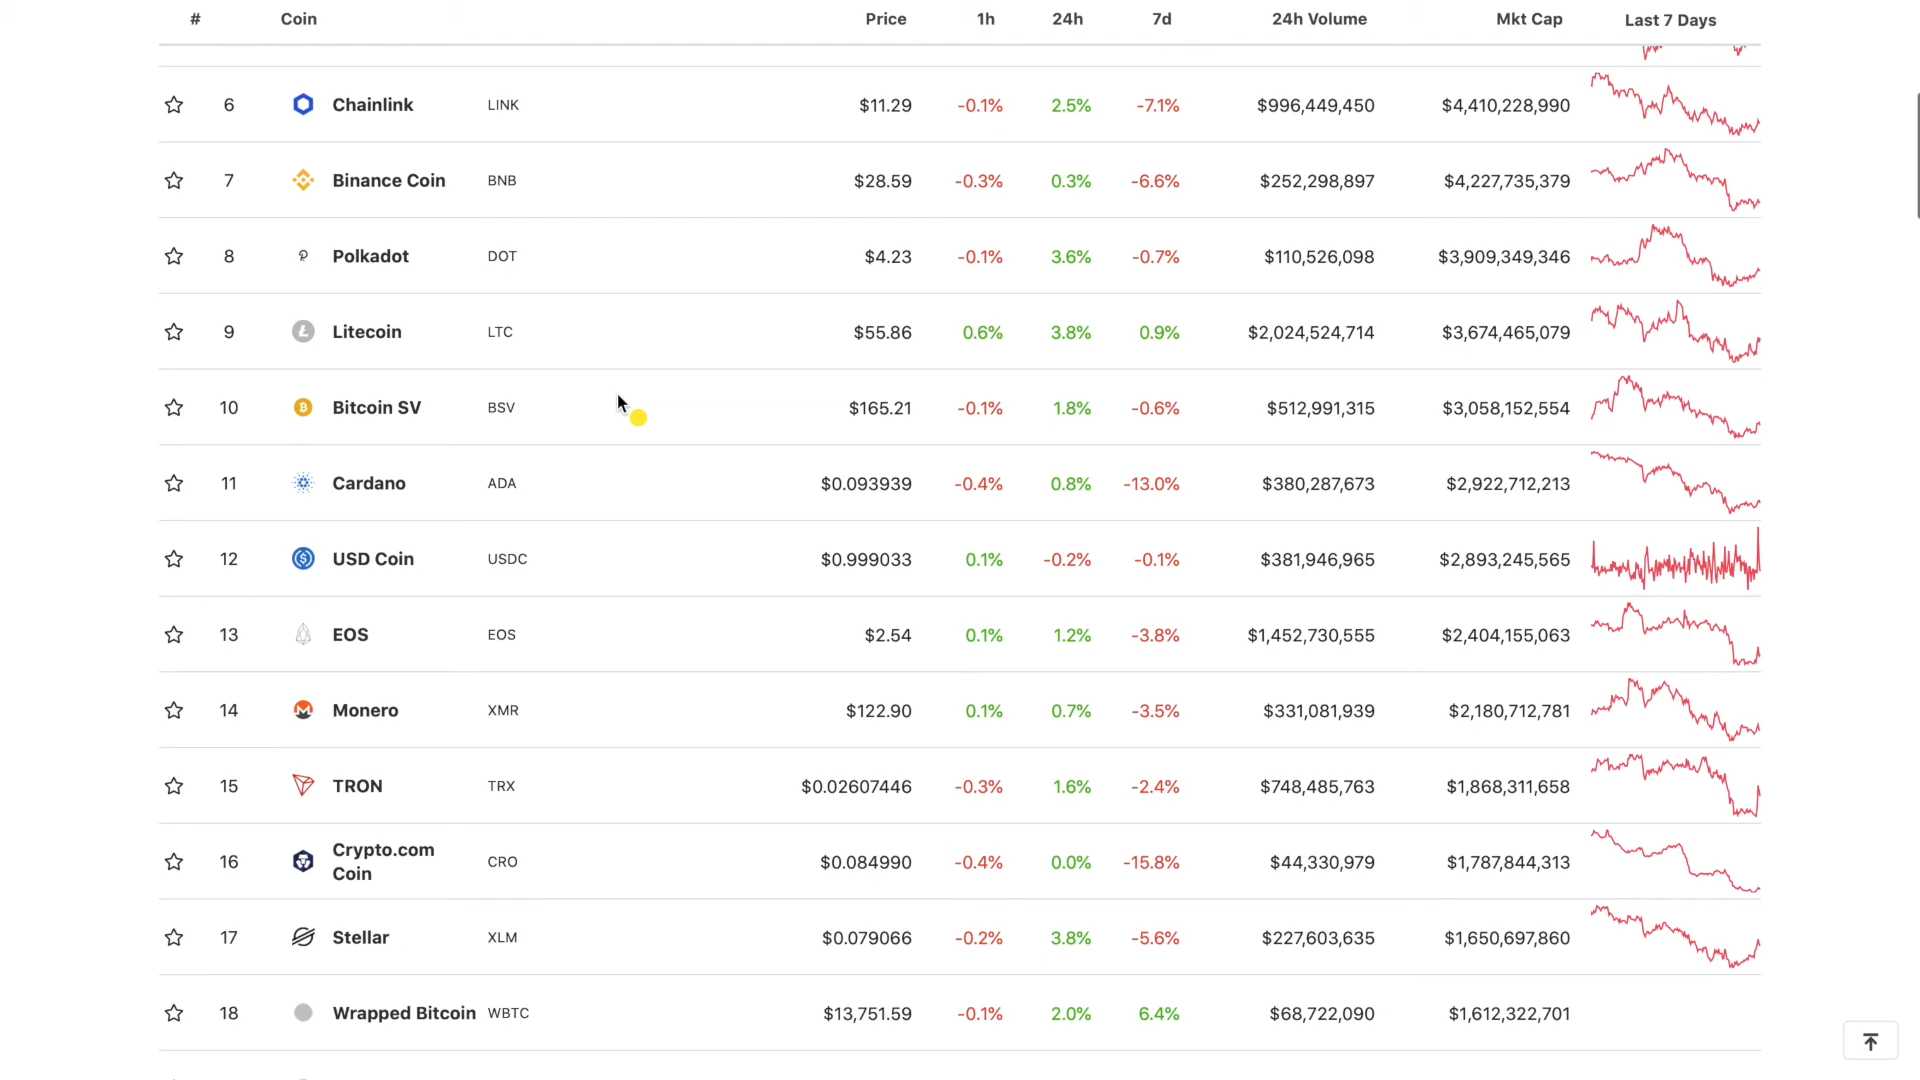 # Coin Price 1h 24h 7d 24h Volume Mkt Cap Last 7 Days
6 Chainlink LINK $11.29 -0.1% 2.5% -7.1% $996,449,450 $4,410,228,990
7 Binance Coin BNB $28.59 -0.3% 0.3% -6.6% $252,298,897 $4,227,735,379
8 Polkadot DOT $4.23 -0.1% 3.6% -0.7% $110,526,098 $3,909,349,346
9 Litecoin LTC $55.86 0.6% 3.8% 0.9% $2,024,524,714 $3,674,465,079
10 Bitcoin SV BSV $165.21 -0.1% 1.8% -0.6% $512,991,315 $3,058,152,554
11 Cardano ADA $0.093939 -0.4% 0.8% -13.0% $380,287,673 $2,922,712,213
12 USD Coin USDC $0.999033 0.1% -0.2% -0.1% $381,946,965 $2,893,245,565
13 EOS EOS $2.54 0.1% 1.2% -3.8% $1,452,730,555 $2,404,155,063
14 Monero XMR $122.90 0.1% 0.7% -3.5% $331,081,939 $2,180,712,781
15 TRON TRX $0.02607446 -0.3% 1.6% -2.4% $748,485,763 $1,868,311,658
16 Crypto.com
Coin CRO $0.084990 -0.4% 0.0% -15.8% $44,330,979 $1,787,844,313
17 Stellar XLM $0.079066 -0.2% 3.8% -5.6% $227,603,635 $1,650,697,860
18 Wrapped Bitcoin WBTC $13,751.59 -0.1% 2.0% 6.4% $68,722,090 $1,612,322,701